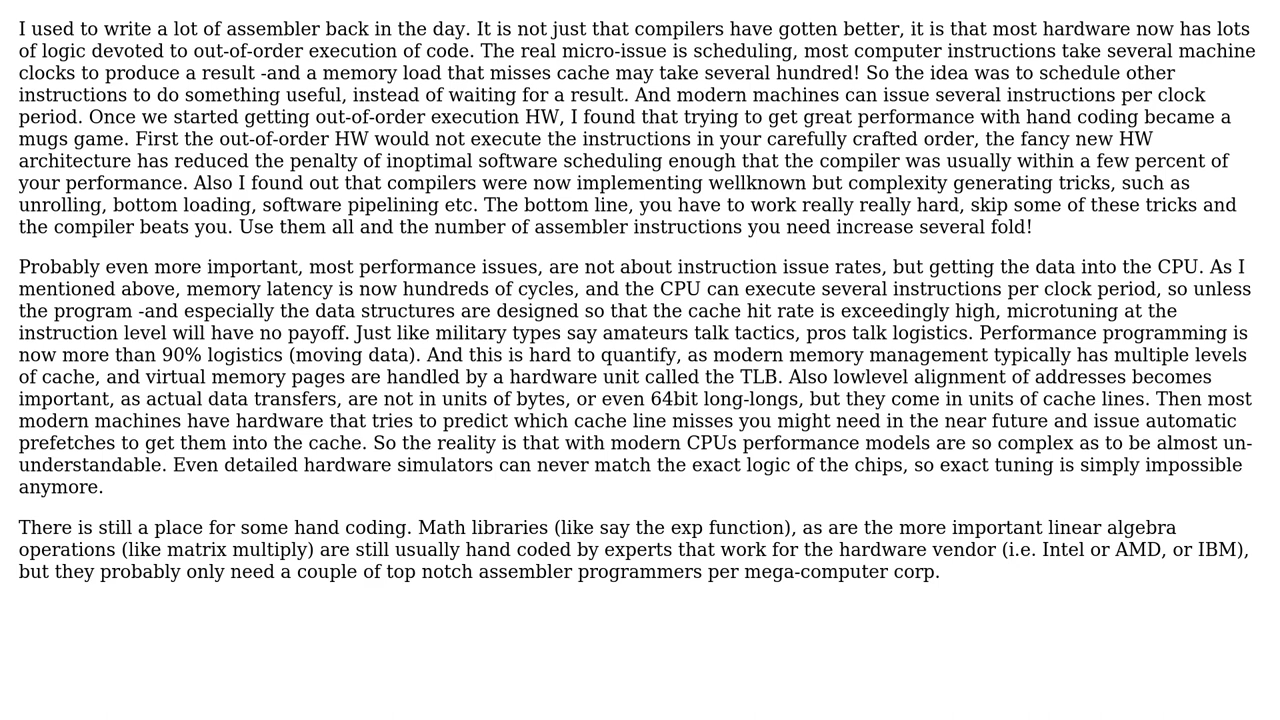 I used to write a lot of assembler back in the day. It is not just that compilers have gotten better, it is that most hardware now has lots
of logic devoted to out-of-order execution of code. The real micro-issue is scheduling, most computer instructions take several machine
clocks to produce a result -and a memory load that misses cache may take several hundred! So the idea was to schedule other
instructions to do something useful, instead of waiting for a result. And modern machines can issue several instructions per clock
period. Once we started getting out-of-order execution HW, I found that trying to get great performance with hand coding became a
mugs game. First the out-of-order HW would not execute the instructions in your carefully crafted order, the fancy new HW
architecture has reduced the penalty of inoptimal software scheduling enough that the compiler was usually within a few percent of
your performance. Also I found out that compilers were now implementing wellknown but complexity generating tricks, such as
unrolling, bottom loading, software pipelining etc. The bottom line, you have to work really really hard, skip some of these tricks and
the compiler beats you. Use them all and the number of assembler instructions you need increase several fold!
Probably even more important, most performance issues, are not about instruction issue rates, but getting the data into the CPU. As I
mentioned above, memory latency is now hundreds of cycles, and the CPU can execute several instructions per clock period, so unless
the program -and especially the data structures are designed so that the cache hit rate is exceedingly high, microtuning at the
instruction level will have no payoff. Just like military types say amateurs talk tactics, pros talk logistics. Performance programming is
now more than 90% logistics (moving data). And this is hard to quantify, as modern memory management typically has multiple levels
of cache, and virtual memory pages are handled by a hardware unit called the TLB. Also lowlevel alignment of addresses becomes
important, as actual data transfers, are not in units of bytes, or even 64bit long-longs, but they come in units of cache lines. Then most
modern machines have hardware that tries to predict which cache line misses you might need in the near future and issue automatic
prefetches to get them into the cache. So the reality is that with modern CPUs performance models are so complex as to be almost un-
understandable. Even detailed hardware simulators can never match the exact logic of the chips, so exact tuning is simply impossible
anymore.
There is still a place for some hand coding. Math libraries (like say the exp function), as are the more important linear algebra
operations (like matrix multiply) are still usually hand coded by experts that work for the hardware vendor (i.e. Intel or AMD, or IBM),
but they probably only need a couple of top notch assembler programmers per mega-computer corp.